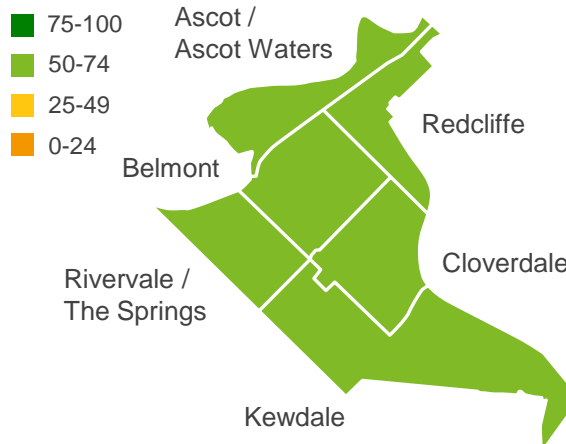 75-100
50-74
25-49
0-24
Ascot /
Ascot Waters
Redcliffe
Belmont
Cloverdale
Rivervale /
The Springs
Kewdale